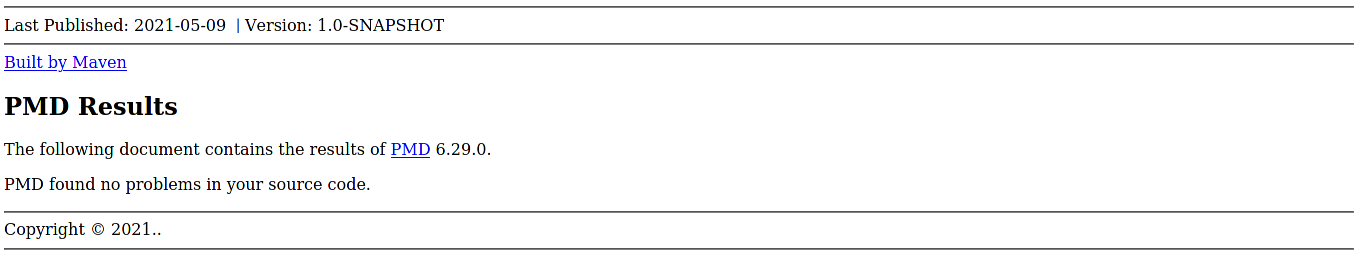 Last Published: 2021-05-09 | Version: 1.0-SNAPSHOT
Built by Maven
PMD Results
The following document contains the results of PMD 6.29.0.
PMD found no problems in your source code.
Copyright © 2021..